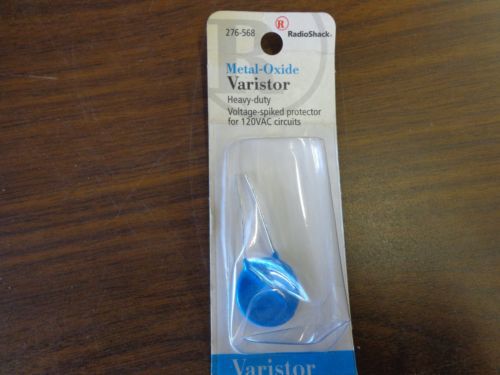 276-568
R
RadioShack®
Metal-Oxide
Varistor
Heavy-duty
Voltage-spiked protector
for 120VAC circuits
Varistor